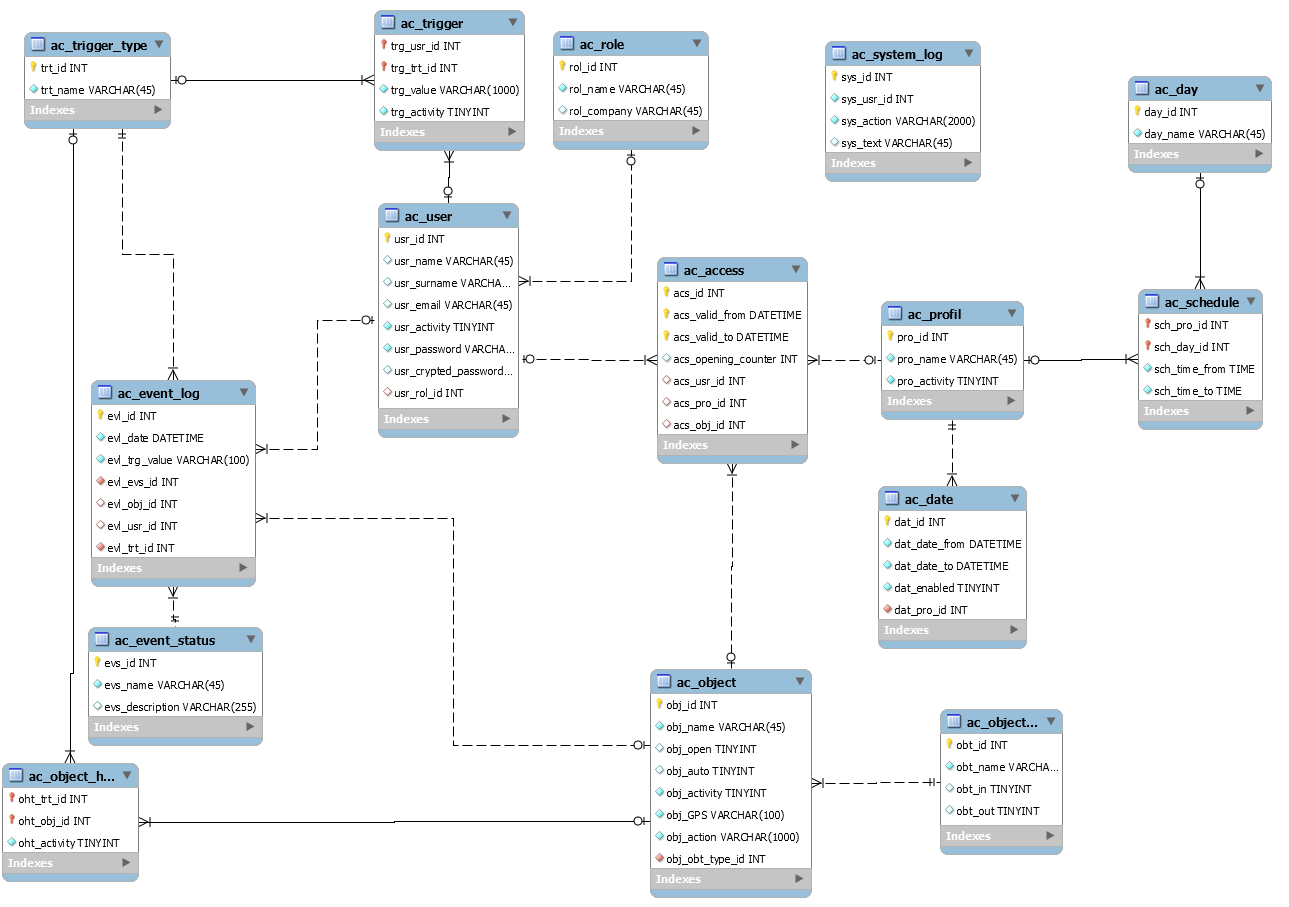 ac_trigger_type
trt_id INT
trt_name VARCHAR(45)
Indexes
ac_trigger
trg_usr_id INT
trg_trt_id INT
trg_value VARCHAR(1000)
trg_activity TINYINT
Indexes
ac_role
rol_id INT
rol_name VARCHAR(45)
rol_company VARCHAR(45)
Indexes
ac_system_log
sys_id INT
sys_usr_id INT
sys_action VARCHAR(2000)
sys_text VARCHAR(45)
Indexes
ac_day
day_id INT
day_name VARCHAR(45)
Indexes
ac_user
usr_id INT
usr_name VARCHAR(45)
usr_surname VARCHA...
usr_email VARCHAR(45)
usr_activity TINYINT
usr_password VARCHA...
usr_crypted_password...
usr_rol_id INT
Indexes
ac_access
acs_id INT
acs_valid_from DATETIME
acs_valid_to DATETIME
acs_opening_counter INT
acs_usr_id INT
acs_pro_id INT
acs_obj_id INT
Indexes
ac_profil
pro_id INT
pro_name VARCHAR(45)
pro_activity TINYINT
Indexes
ac_schedule
sch_pro_id INT
sch_day_id INT
sch_time_from TIME
sch_time_to TIME
Indexes
ac_event_log
evl_id INT
evl_date DATETIME
evl_trg_value VARCHAR(100)
evl_evs_id INT
evl_obj_id INT
evl_usr_id INT
evl_trt_id INT
Indexes
ac_date
dat_id INT
dat_date_from DATETIME
dat_date_to DATETIME
dat_enabled TINYINT
dat_pro_id INT
Indexes
ac_event_status
evs_id INT
evs_name VARCHAR(45)
evs_description VARCHAR(255)
Indexes
ac_object
obj_id INT
obj_name VARCHAR(45)
obj_open TINYINT
obj_auto TINYINT
obj_activity TINYINT
obj_GPS VARCHAR(100)
obj_action VARCHAR(1000)
obj_obt_type_id INT
Indexes
ac_object...
obt_id INT
obt_name VARCHA...
obt_in TINYINT
obt_out TINYINT
Indexes
ac_object_h...
oht_trt_id INT
oht_obj_id INT
oht_activity TINYINT
Indexes